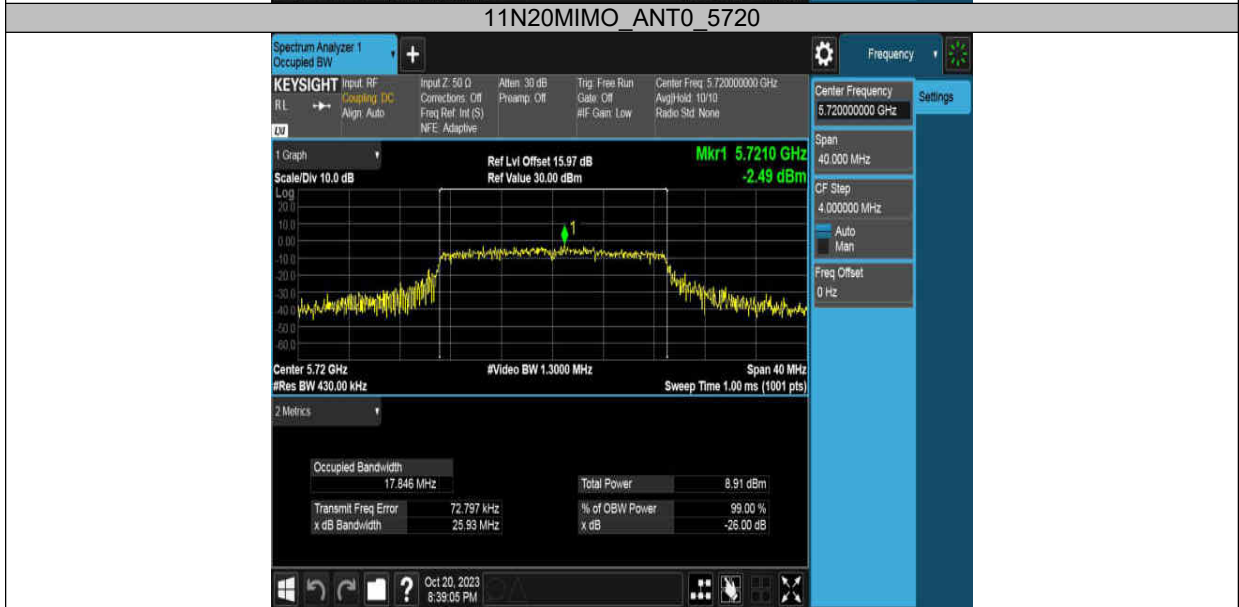 11N20MIMO_ANT0_5720
Spectrum Analyzer 1
Occupied BW
+
Frequency
KEYSIGHT Input: RF
RL
Coupling: DC
Align: Auto
Input Z: 50 Ω
Corrections: Off
Freq Ref: Int (S)
NFE: Adaptive
Atten: 30 dB
Preamp: Off
Trig: Free Run
Gate: Off
#IF Gain: Low
Center Freq: 5.720000000 GHz
Avg|Hold: 10/10
Radio Std: None
Center Frequency
5.720000000 GHz
Settings
Span
40.000 MHz
CF Step
4.000000 MHz
Auto
Man
Freq Offset
0 Hz
1 Graph
Scale/Div 10.0 dB
Ref Lvl Offset 15.97 dB
Ref Value 30.00 dBm
Mkr1 5.7210 GHz
-2.49 dBm
Log
20.0
10.0
0.00
-10.0
-20.0
-30.0
-40.0
-50.0
-60.0
1
Center 5.72 GHz
#Video BW 1.3000 MHz
Span 40 MHz
#Res BW 430.00 kHz
Sweep Time 1.00 ms (1001 pts)
2 Metrics
Occupied Bandwidth
17.846 MHz
Total Power 8.91 dBm
Transmit Freq Error 72.797 kHz
% of OBW Power 99.00 %
x dB Bandwidth 25.93 MHz
x dB -26.00 dB
?
Oct 20, 2023
8:39:05 PM